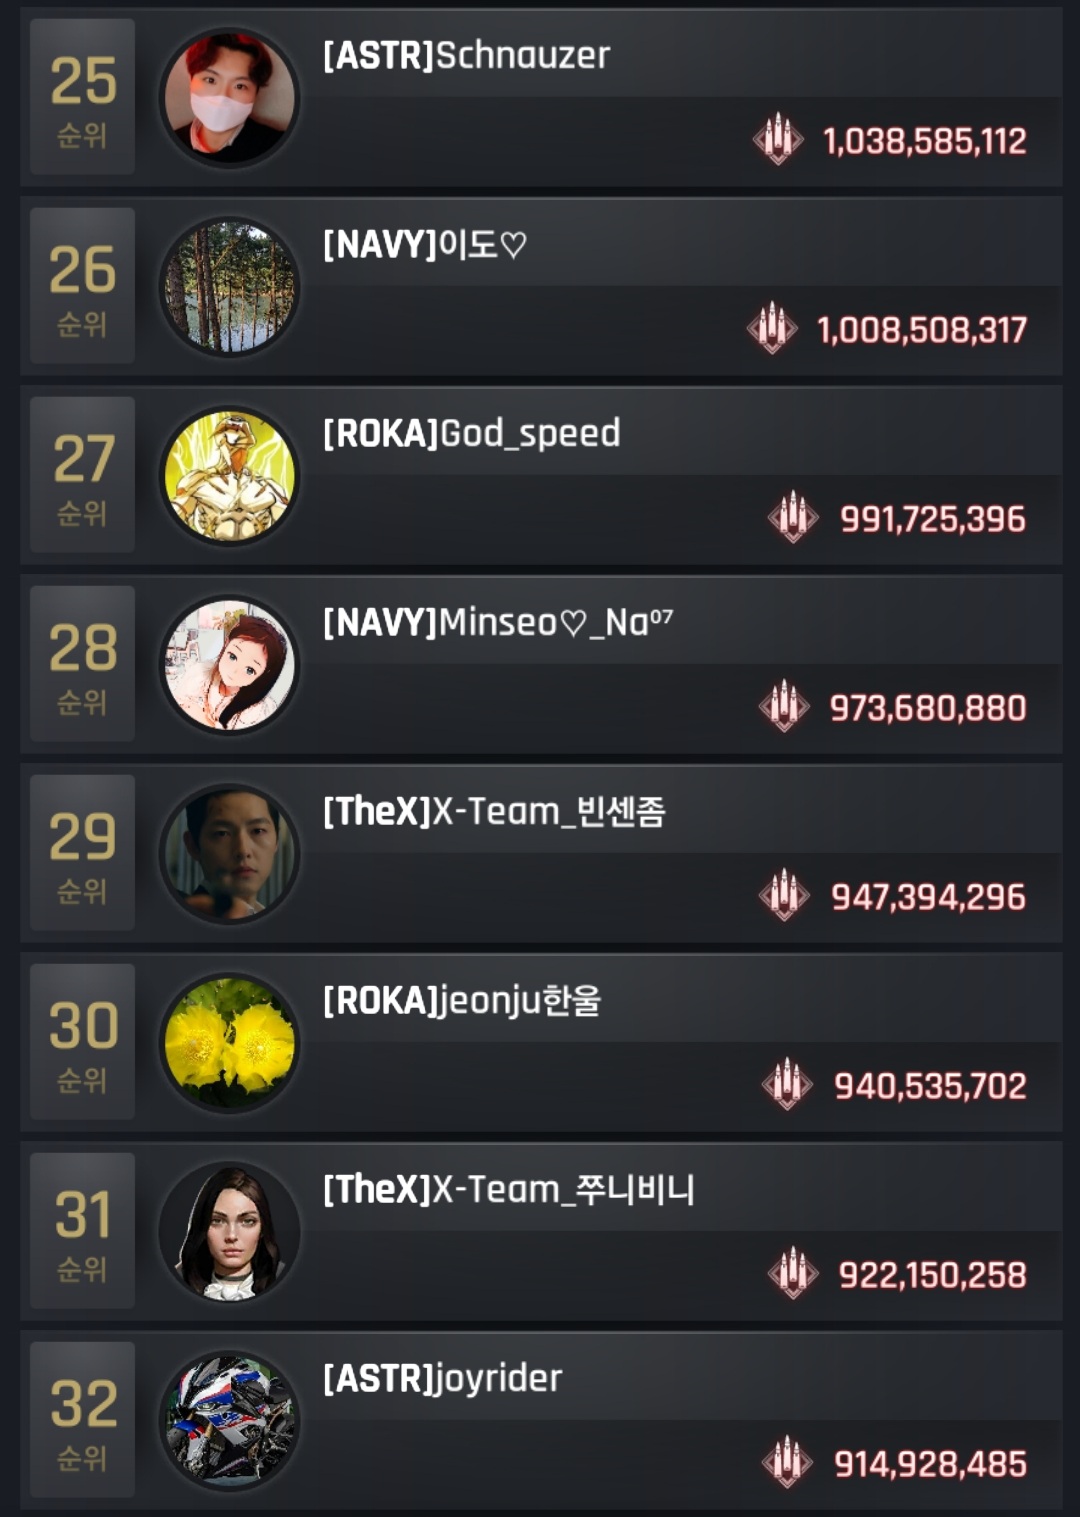 25
순위
[ASTR]Schnauzer
1,038,585,112
26
순위
[NAVY]이도♡
1,008,508,317
27
순위
[ROKA]God_speed
991,725,396
28
순위
[NAVY]Minseo♡_Na⁰⁷
973,680,880
29
순위
[TheX]X-Team_빈센좀
947,394,296
30
순위
[ROKA]jeonju한울
940,535,702
31
순위
[TheX]X-Team_쭈니비니
922,150,258
32
순위
[ASTR]joyrider
914,928,485